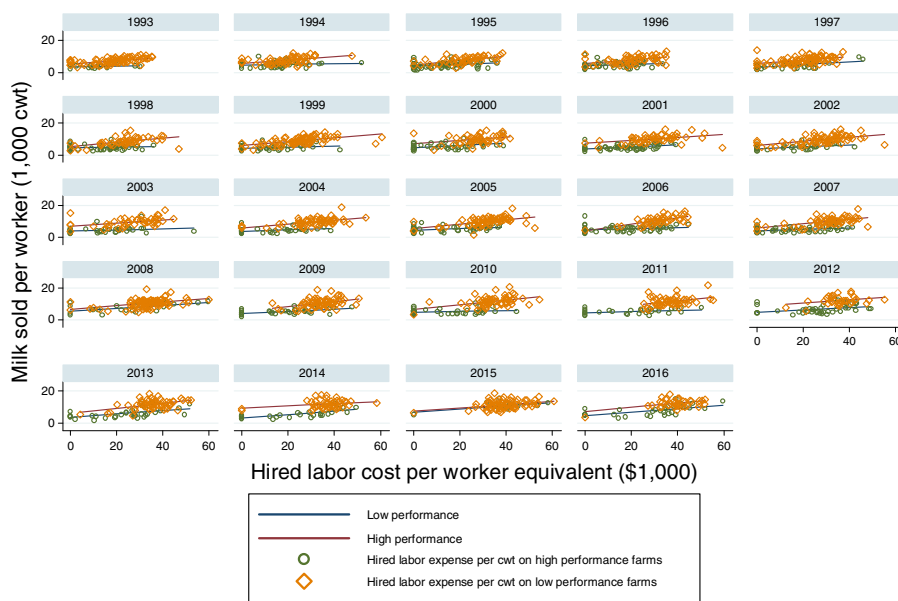 Milk sold per worker (1,000 cwt)
1993 1994 1995 1996 1997
20
0
1998 1999 2000 2001 2002
20
0
2003 2004 2005 2006 2007
20
0
2008 2009 2010 2011 2012
20
0
0 20 40 60
2013 2014 2015 2016
20
0
0 20 40 60 0 20 40 60 0 20 40 60 0 20 40 60
Hired labor cost per worker equivalent ($1,000)
Low performance
High performance
Hired labor expense per cwt on high performance farms
Hired labor expense per cwt on low performance farms